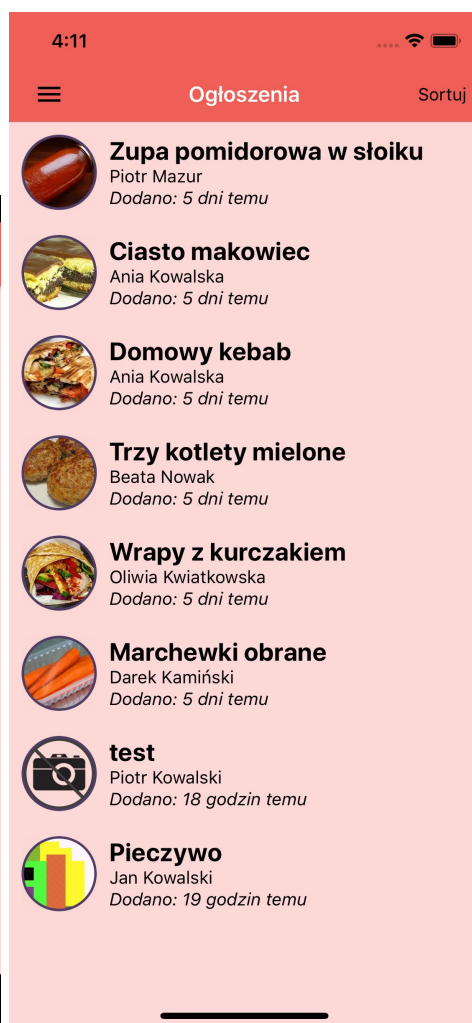 4:11
Ogłoszenia
Sortuj
Zupa pomidorowa w słoiku
Piotr Mazur
Dodano: 5 dni temu
Ciasto makowiec
Ania Kowalska
Dodano: 5 dni temu
Domowy kebab
Ania Kowalska
Dodano: 5 dni temu
Trzy kotlety mielone
Beata Nowak
Dodano: 5 dni temu
Wrapy z kurczakiem
Oliwia Kwiatkowska
Dodano: 5 dni temu
Marchewki obrane
Darek Kamiński
Dodano: 5 dni temu
test
Piotr Kowalski
Dodano: 18 godzin temu
Pieczywo
Jan Kowalski
Dodano: 19 godzin temu